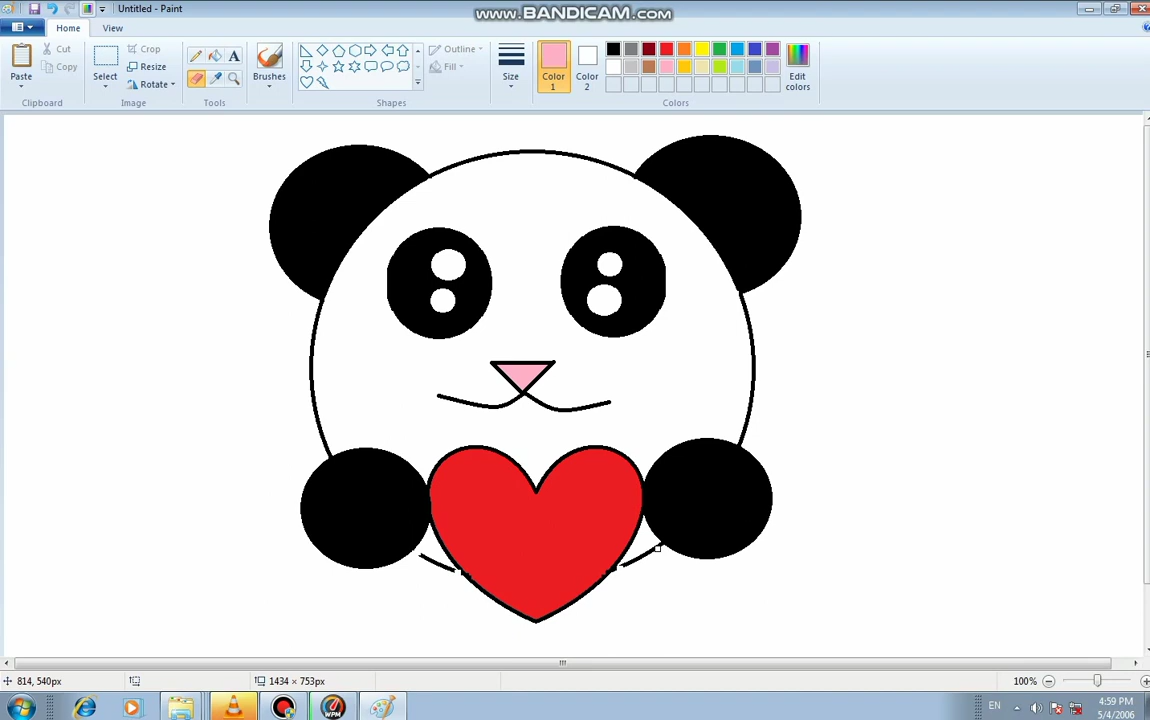 Untitled - Paint
www.BANDICAM.com
Home View
Cut
Copy
Paste
Clipboard
Select
Crop
Resize
Rotate
Image
A
Tools
Brushes
Outline
Fill
Shapes
Size
Color 1
Color 2
Edit colors
Colors
814, 540px
1434 × 753px
100%
WPM
EN
4:59 PM
5/4/2006